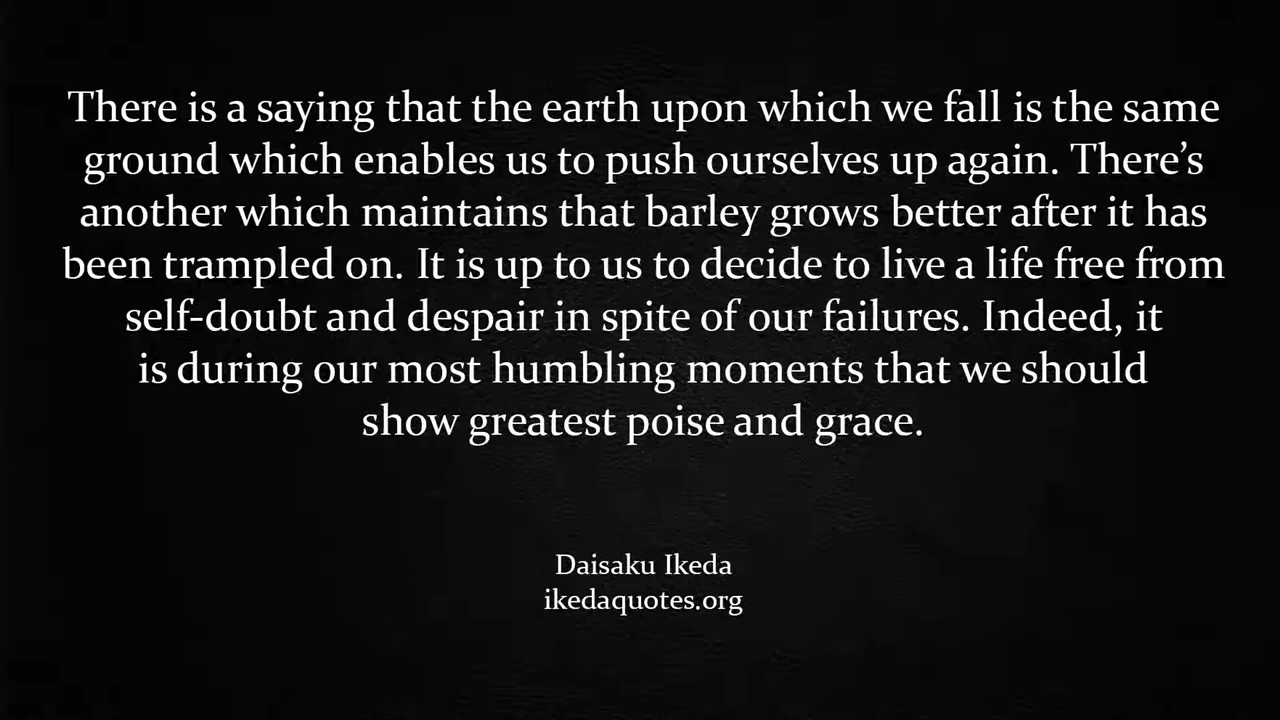 There is a saying that the earth upon which we fall is the same
ground which enables us to push ourselves up again. There’s
another which maintains that barley grows better after it has
been trampled on. It is up to us to decide to live a life free from
self-doubt and despair in spite of our failures. Indeed, it
is during our most humbling moments that we should
show greatest poise and grace.
Daisaku Ikeda
ikedaquotes.org